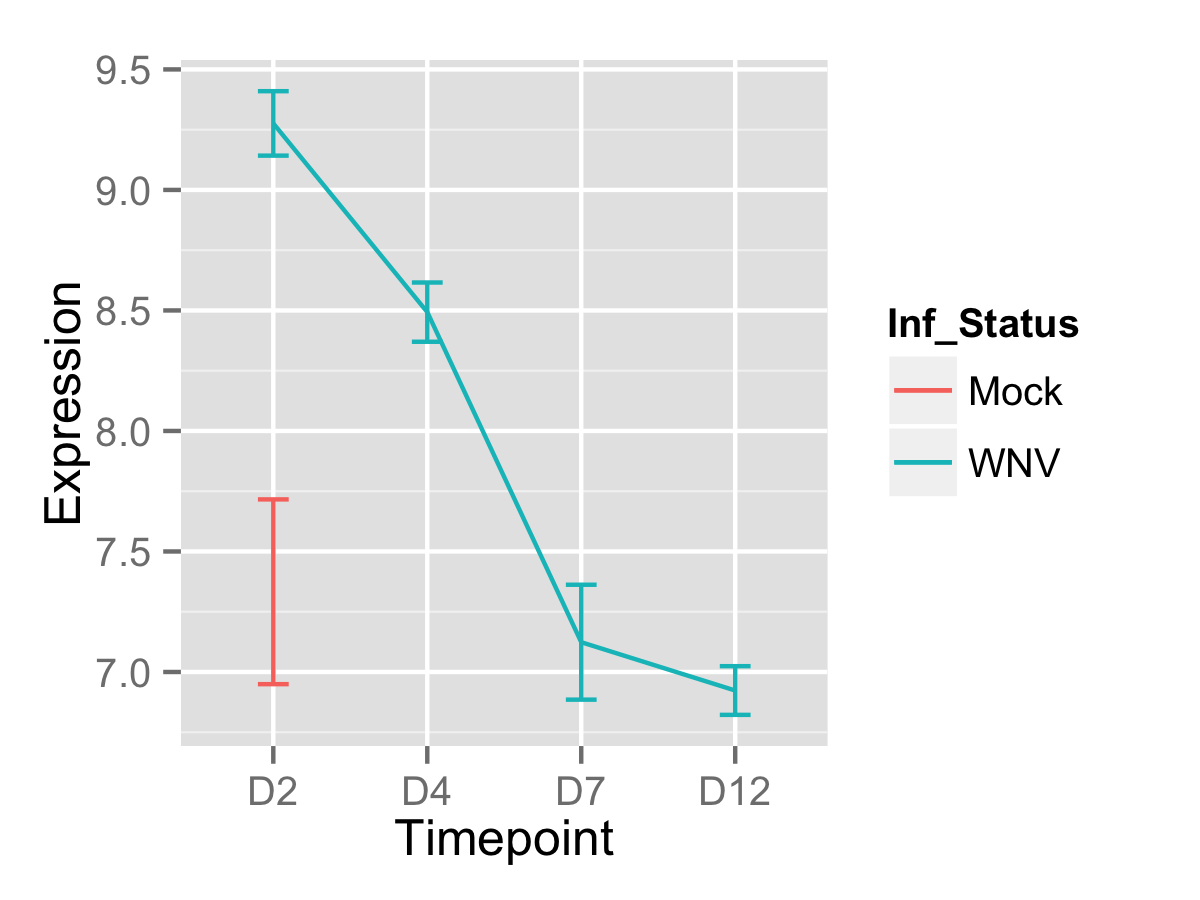 9.5
9.0
8.5
8.0
7.5
7.0
Expression
D2 D4 D7 D12
Timepoint
Inf_Status
Mock
WNV